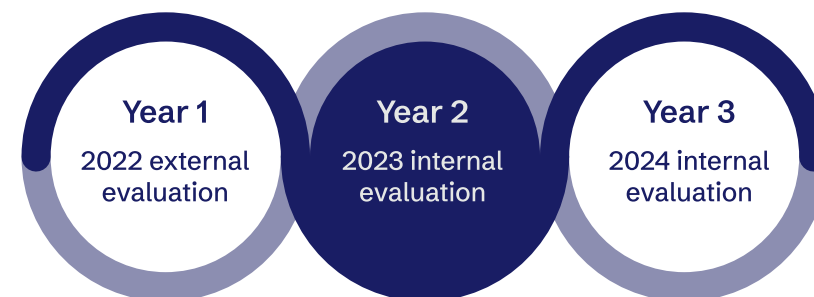 Year 1
2022 external
evaluation
Year 2
2023 internal
evaluation
Year 3
2024 internal
evaluation